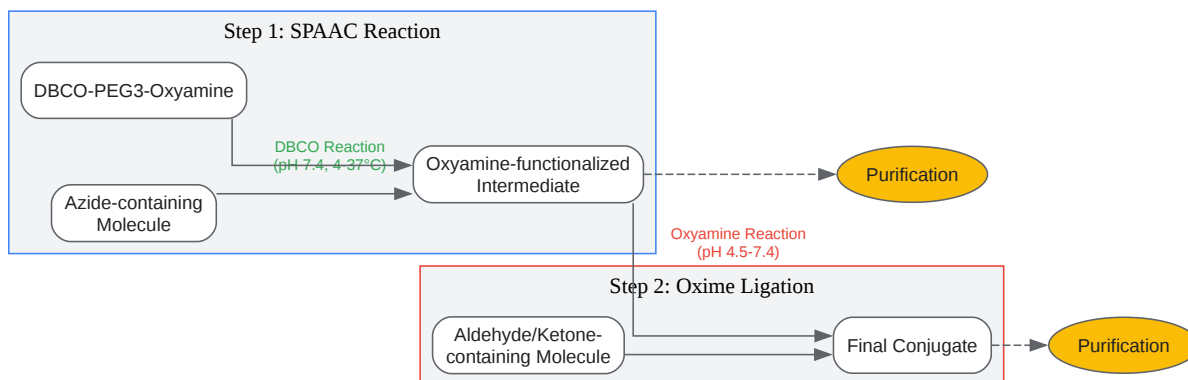 Step 1: SPAAC Reaction
DBCO-PEG3-Oxyamine
DBCO Reaction
(pH 7.4, 4-37°C)
Azide-containing
Molecule
Oxyamine-functionalized
Intermediate
Purification
Oxyamine Reaction
(pH 4.5-7.4)
Step 2: Oxime Ligation
Aldehyde/Ketone-
containing Molecule
Final Conjugate
Purification